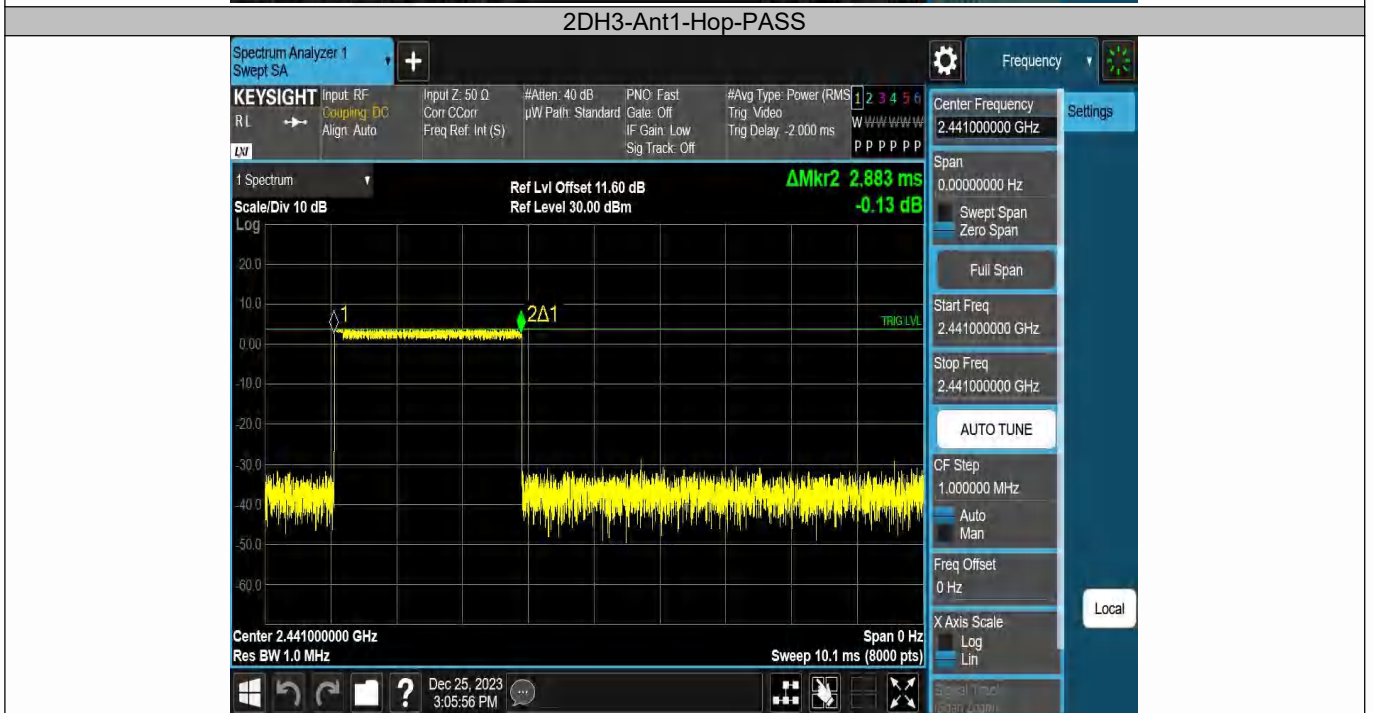 2DH3-Ant1-Hop-PASS
Spectrum Analyzer 1
Swept SA
+
Frequency
KEYSIGHT
RL
LXI
Input: RF
Coupling: DC
Align: Auto
Input Z: 50 Ω
Corr CCorr
Freq Ref: Int (S)
#Atten: 40 dB
µW Path: Standard
PNO: Fast
Gate: Off
IF Gain: Low
Sig Track: Off
#Avg Type: Power (RMS
Trig: Video
Trig Delay: -2.000 ms
1 2 3 4 5 6
W W W W W W
P P P P P P
1 Spectrum
Scale/Div 10 dB
Log
Ref Lvl Offset 11.60 dB
Ref Level 30.00 dBm
ΔMkr2 2.883 ms
-0.13 dB
20.0
10.0
0.00
-10.0
-20.0
-30.0
-40.0
-50.0
-60.0
1
2Δ1
TRIG LVL
Center 2.441000000 GHz
Res BW 1.0 MHz
Span 0 Hz
Sweep 10.1 ms (8000 pts)
Center Frequency
2.441000000 GHz
Settings
Span
0.00000000 Hz
Swept Span
Zero Span
Full Span
Start Freq
2.441000000 GHz
Stop Freq
2.441000000 GHz
AUTO TUNE
CF Step
1.000000 MHz
Auto
Man
Freq Offset
0 Hz
X Axis Scale
Log
Lin
Local
Signal Track
(Span Zoom)
?
Dec 25, 2023
3:05:56 PM